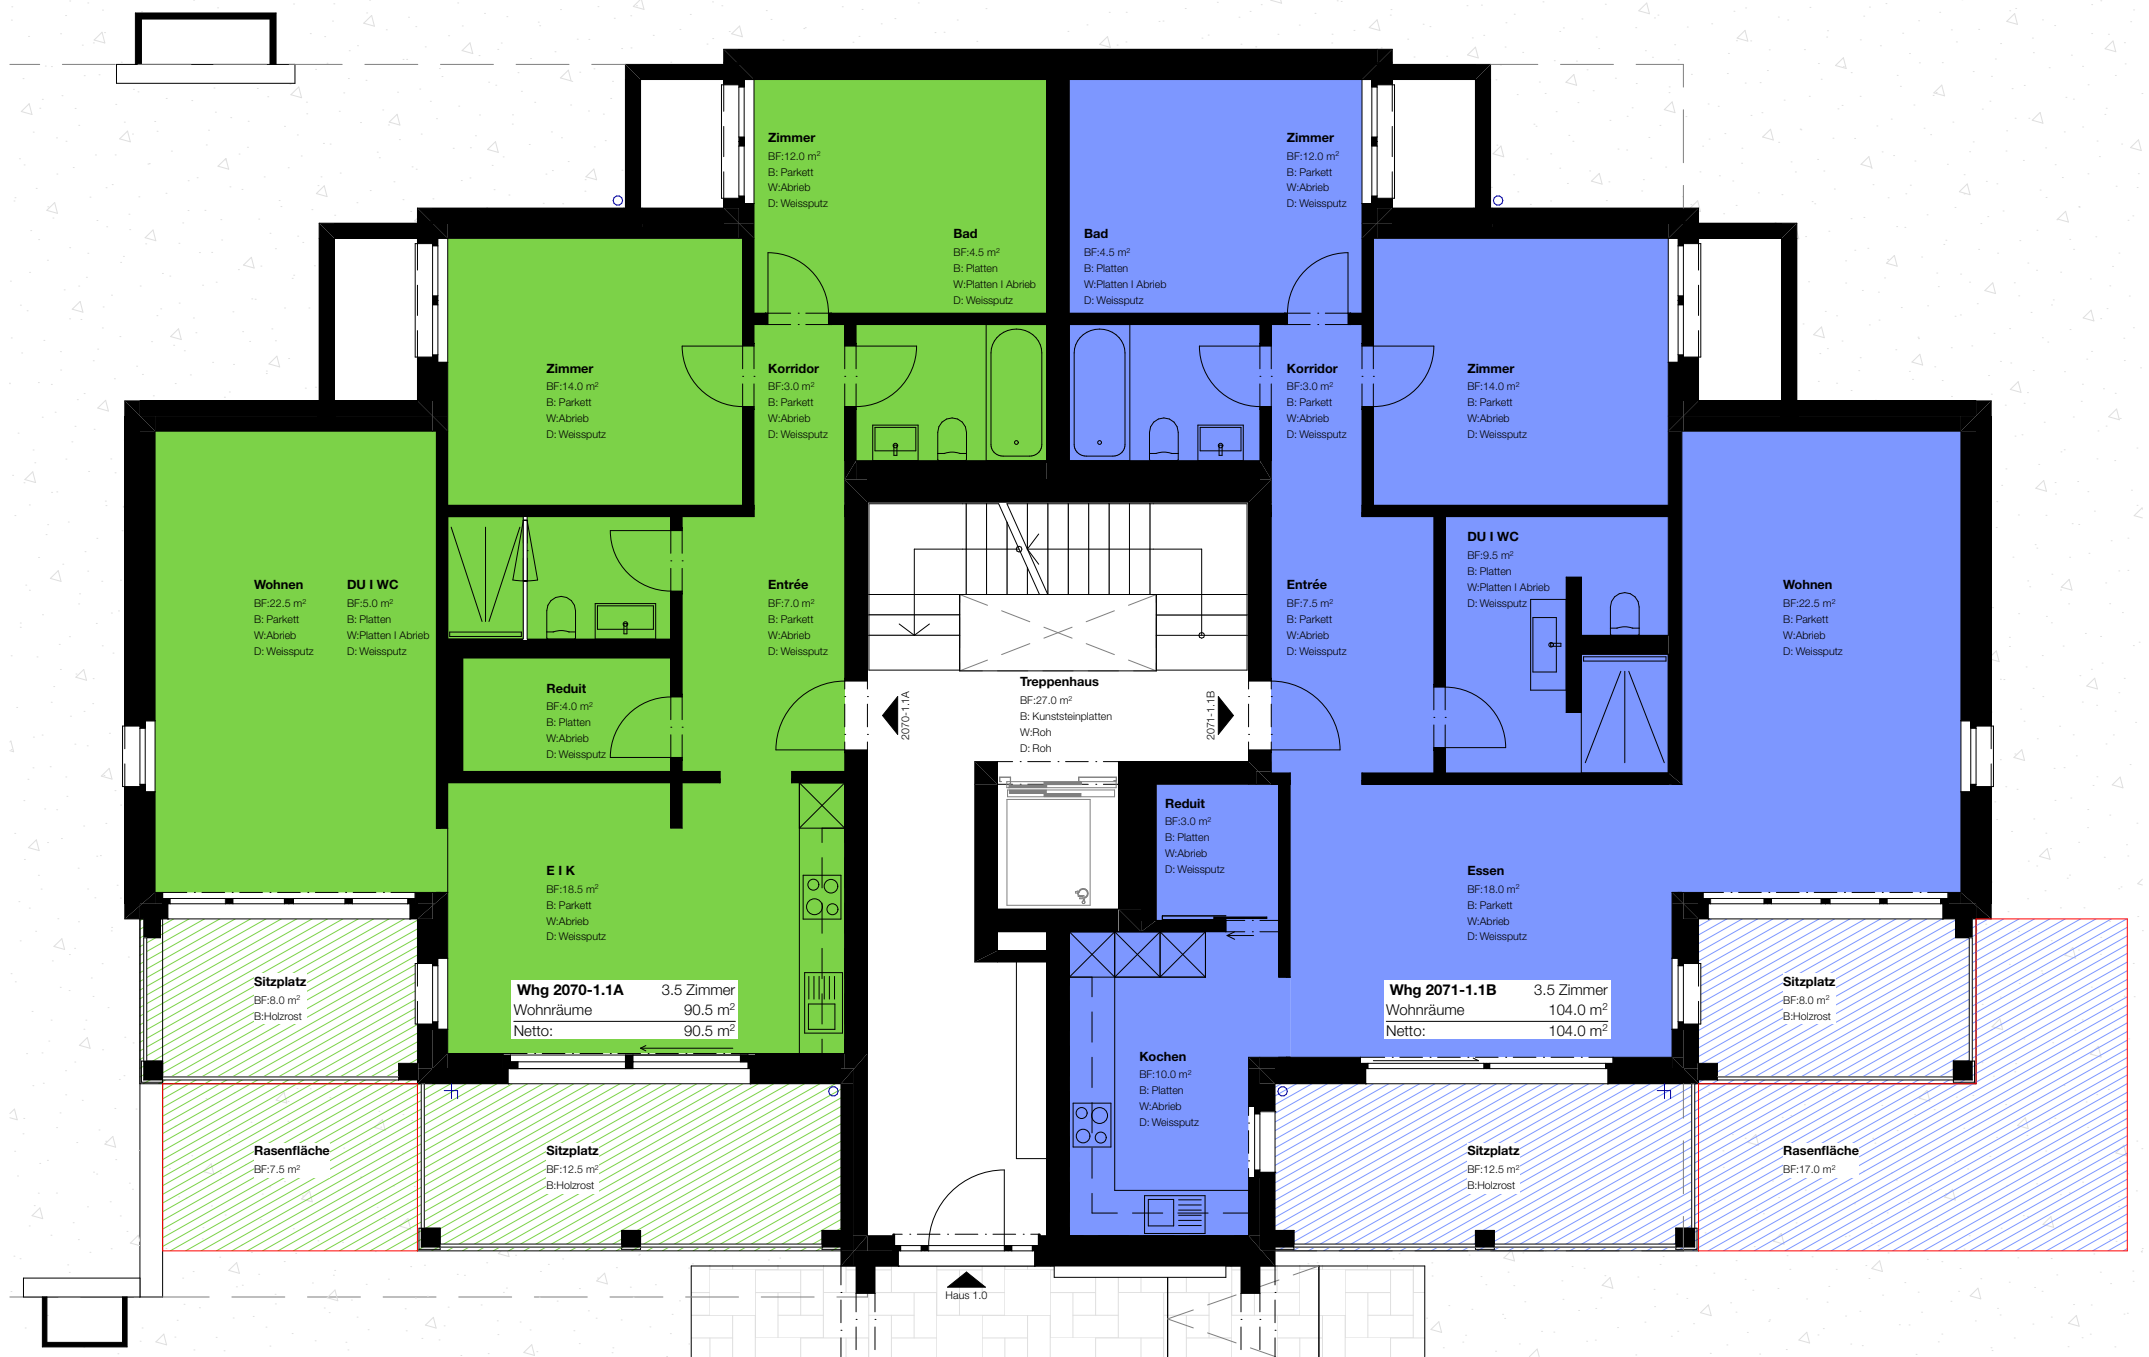 Zimmer
BF:12.0 m²
B: Parkett
W:Abrieb
D: Weissputz
Zimmer
BF:12.0 m²
B: Parkett
W:Abrieb
D: Weissputz
Bad
BF:4.5 m²
B: Platten
W:Platten I Abrieb
D: Weissputz
Bad
BF:4.5 m²
B: Platten
W:Platten I Abrieb
D: Weissputz
Zimmer
BF:14.0 m²
B: Parkett
W:Abrieb
D: Weissputz
Korridor
BF:3.0 m²
B: Parkett
W:Abrieb
D: Weissputz
Korridor
BF:3.0 m²
B: Parkett
W:Abrieb
D: Weissputz
Zimmer
BF:14.0 m²
B: Parkett
W:Abrieb
D: Weissputz
Wohnen
BF:22.5 m²
B: Parkett
W:Abrieb
D: Weissputz
DU I WC
BF:5.0 m²
B: Platten
W:Platten I Abrieb
D: Weissputz
Entrée
BF:7.0 m²
B: Parkett
W:Abrieb
D: Weissputz
Entrée
BF:7.5 m²
B: Parkett
W:Abrieb
D: Weissputz
DU I WC
BF:9.5 m²
B: Platten
W:Platten I Abrieb
D: Weissputz
Wohnen
BF:22.5 m²
B: Parkett
W:Abrieb
D: Weissputz
Reduit
BF:4.0 m²
B: Platten
W:Abrieb
D: Weissputz
2070-1.1A
Treppenhaus
BF:27.0 m²
B: Kunststeinplatten
W:Roh
D: Roh
2071-1.1B
Reduit
BF:3.0 m²
B: Platten
W:Abrieb
D: Weissputz
E I K
BF:18.5 m²
B: Parkett
W:Abrieb
D: Weissputz
Essen
BF:18.0 m²
B: Parkett
W:Abrieb
D: Weissputz
Sitzplatz
BF:8.0 m²
B:Holzrost
Whg 2070-1.1A 3.5 Zimmer
Wohnräume 90.5 m²
Netto: 90.5 m²
Whg 2071-1.1B 3.5 Zimmer
Wohnräume 104.0 m²
Netto: 104.0 m²
Sitzplatz
BF:8.0 m²
B:Holzrost
Kochen
BF:10.0 m²
B: Platten
W:Abrieb
D: Weissputz
Rasenfläche
BF:7.5 m²
Sitzplatz
BF:12.5 m²
B:Holzrost
Sitzplatz
BF:12.5 m²
B:Holzrost
Rasenfläche
BF:17.0 m²
Haus 1.0